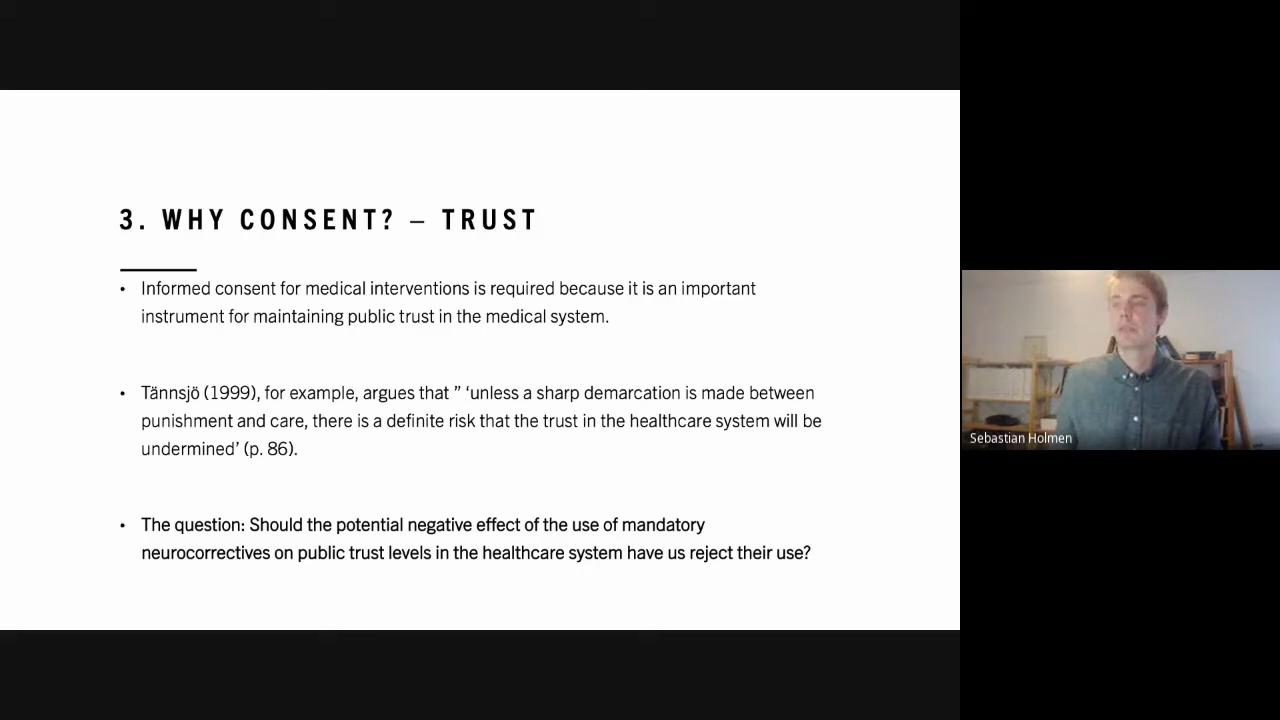 3. WHY CONSENT? – TRUST
• Informed consent for medical interventions is required because it is an important
instrument for maintaining public trust in the medical system.
• Tännsjö (1999), for example, argues that ” ‘unless a sharp demarcation is made between
punishment and care, there is a definite risk that the trust in the healthcare system will be
undermined’ (p. 86).
• The question: Should the potential negative effect of the use of mandatory
neurocorrectives on public trust levels in the healthcare system have us reject their use?
Sebastian Holmen